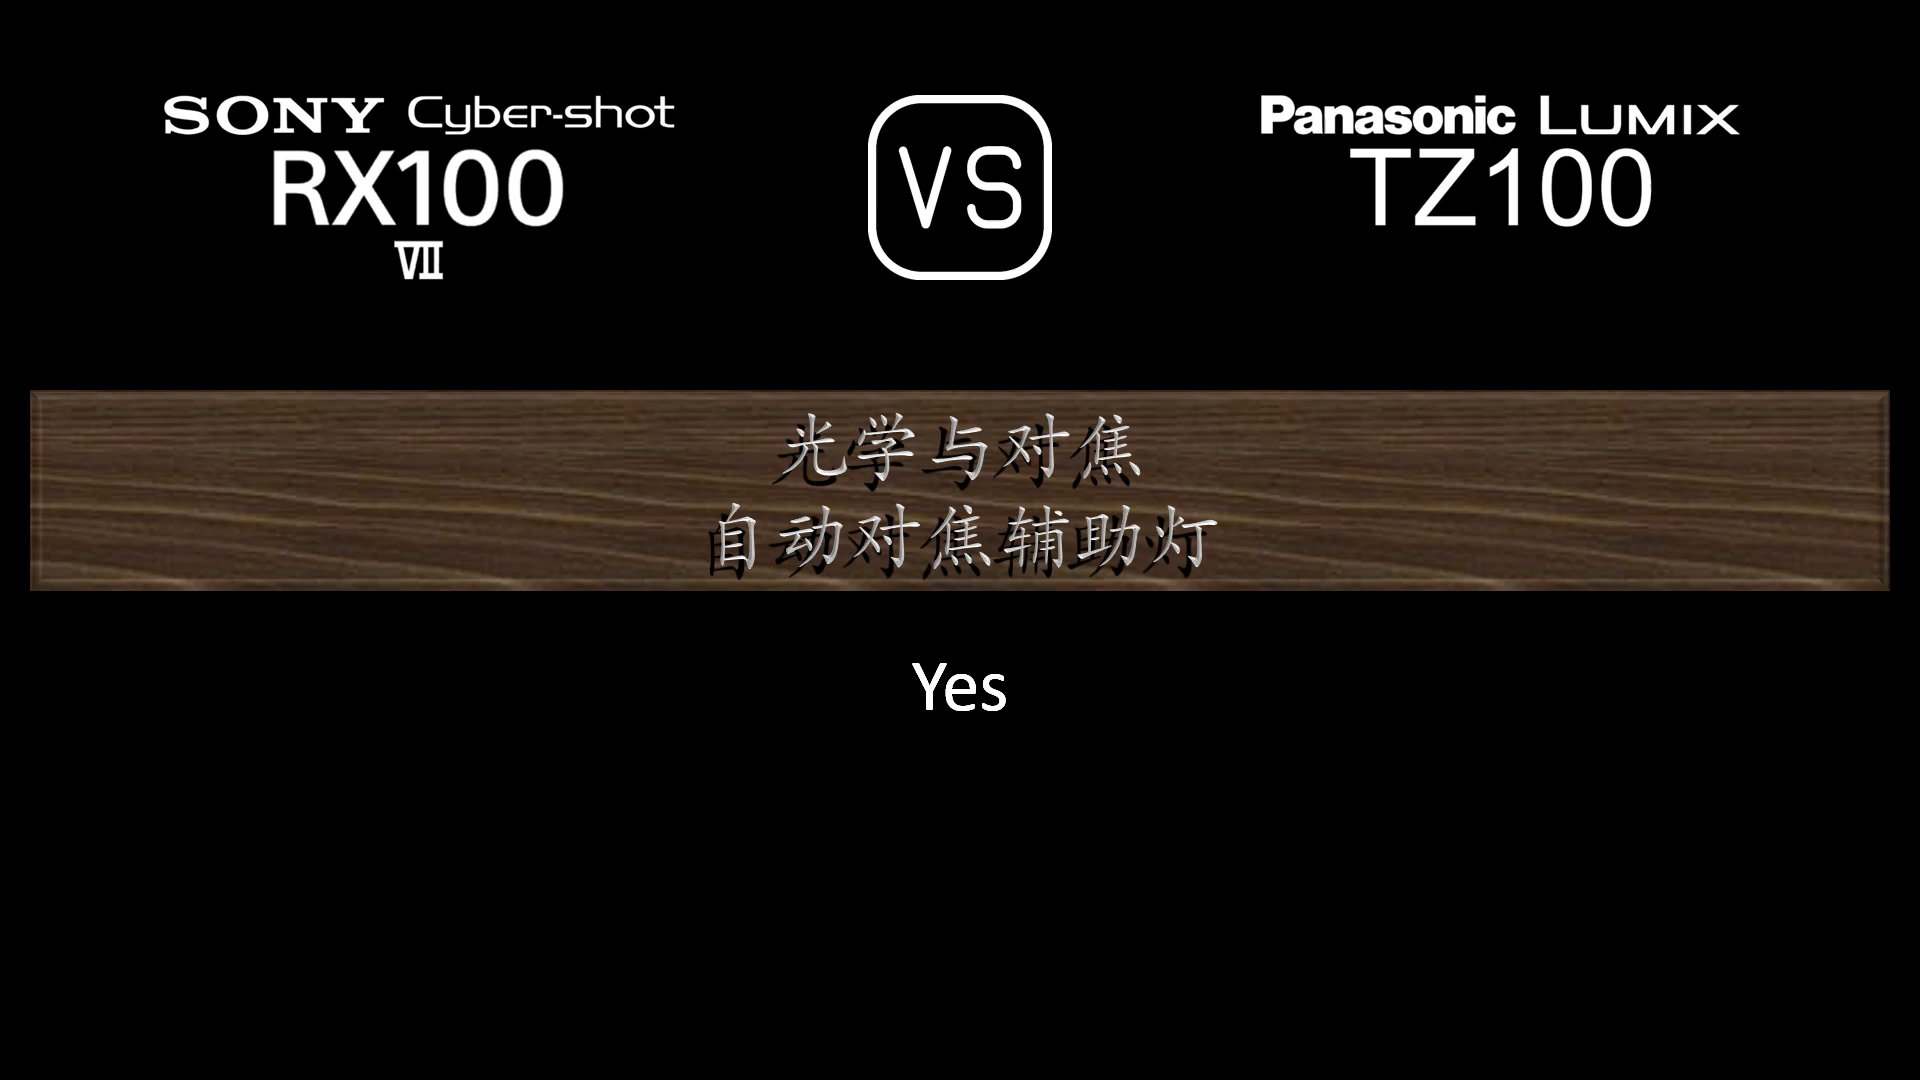 SONY Cyber-shot
RX100
VII
VS
Panasonic LUMIX
TZ100
光学与对焦
自动对焦辅助灯
Yes